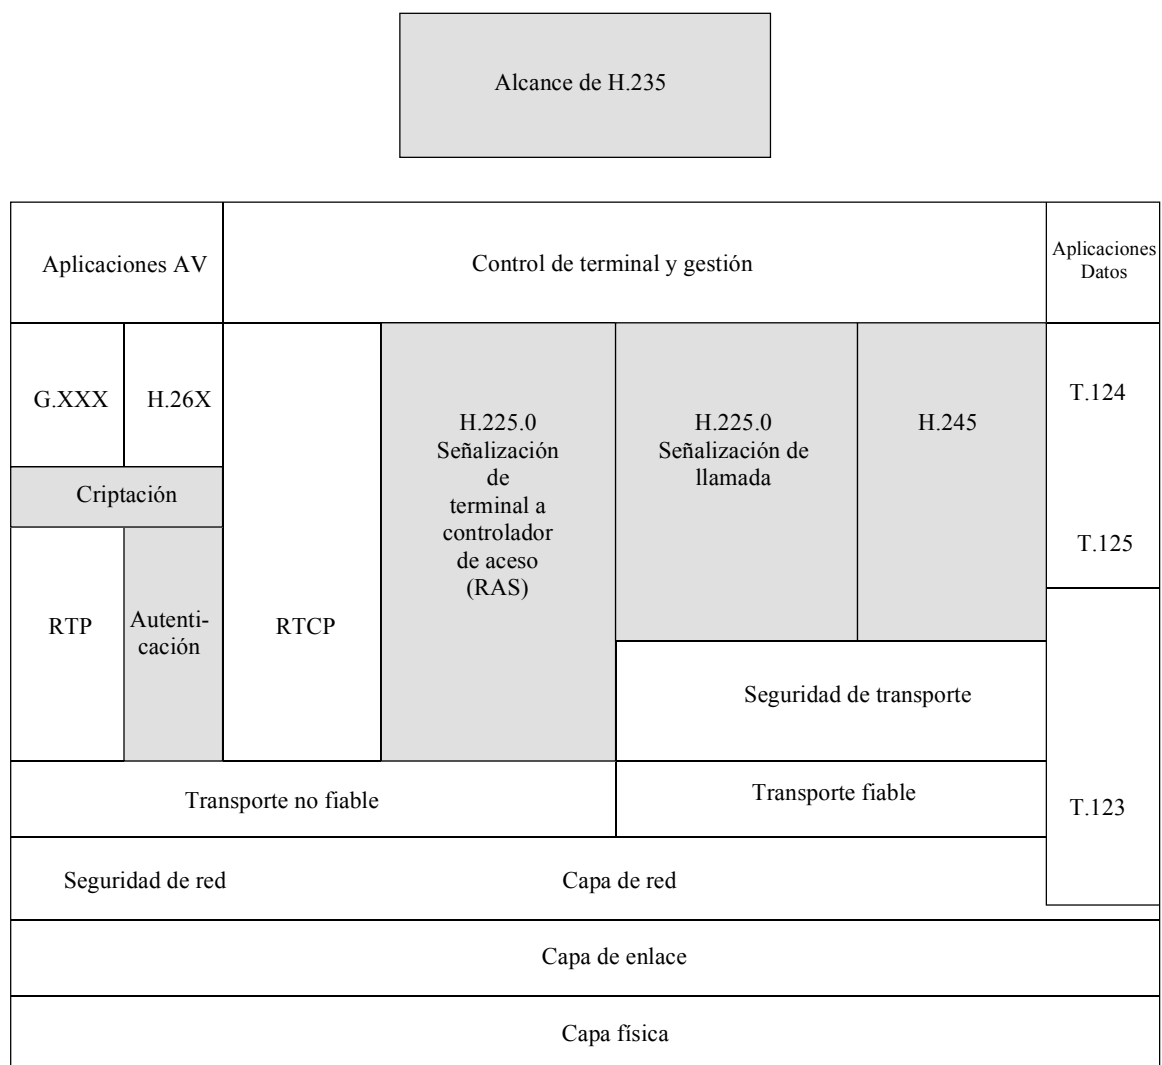 Alcance de H.235
Aplicaciones AV
Control de terminal y gestión
Aplicaciones
Datos
G.XXX
H.26X
Criptación
RTP
Autenti-
cación
RTCP
H.225.0
Señalización
de
terminal a
controlador
de aceso
(RAS)
H.225.0
Señalización de
llamada
H.245
T.124
T.125
Seguridad de transporte
Transporte no fiable
Transporte fiable
T.123
Seguridad de red
Capa de red
Capa de enlace
Capa física